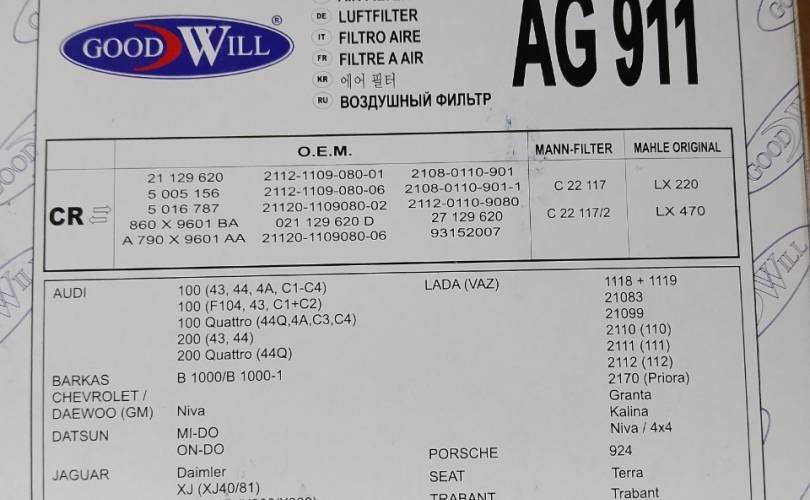 GOOD WILL ®
DE LUFTFILTER
IT FILTRO ARIE
FR FILTRE A AIR
KR 에어 필터
RU ВОЗДУШНЫЙ ФИЛЬТР
AG 911
CR
O.E.M.
21 129 620 2112-1109-080-01 2108-0110-901
5 005 156 2112-1109-080-06 2108-0110-901-1
5 016 787 21120-1109080-02 2112-0110-9080
860 X 9601 BA 021 129 620 D 27 129 620
A 790 X 9601 AA 21120-1109080-06 93152007
MANN-FILTER
C 22 117
C 22 117/2
MAHLE ORIGINAL
LX 220
LX 470
AUDI 100 (43, 44, 4A, C1-C4)
100 (F104, 43, C1+C2)
100 Quattro (44Q,4A,C3,C4)
200 (43, 44)
200 Quattro (44Q)
BARKAS B 1000/B 1000-1
CHEVROLET /
DAEWOO (GM) Niva
DATSUN MI-DO
ON-DO
JAGUAR Daimler
XJ (XJ40/81)
LADA (VAZ) 1118 + 1119
21083
21099
2110 (110)
2111 (111)
2112 (112)
2170 (Priora)
Granta
Kalina
Niva / 4x4
PORSCHE 924
SEAT Terra
TRABANT Trabant
GOOD WILL